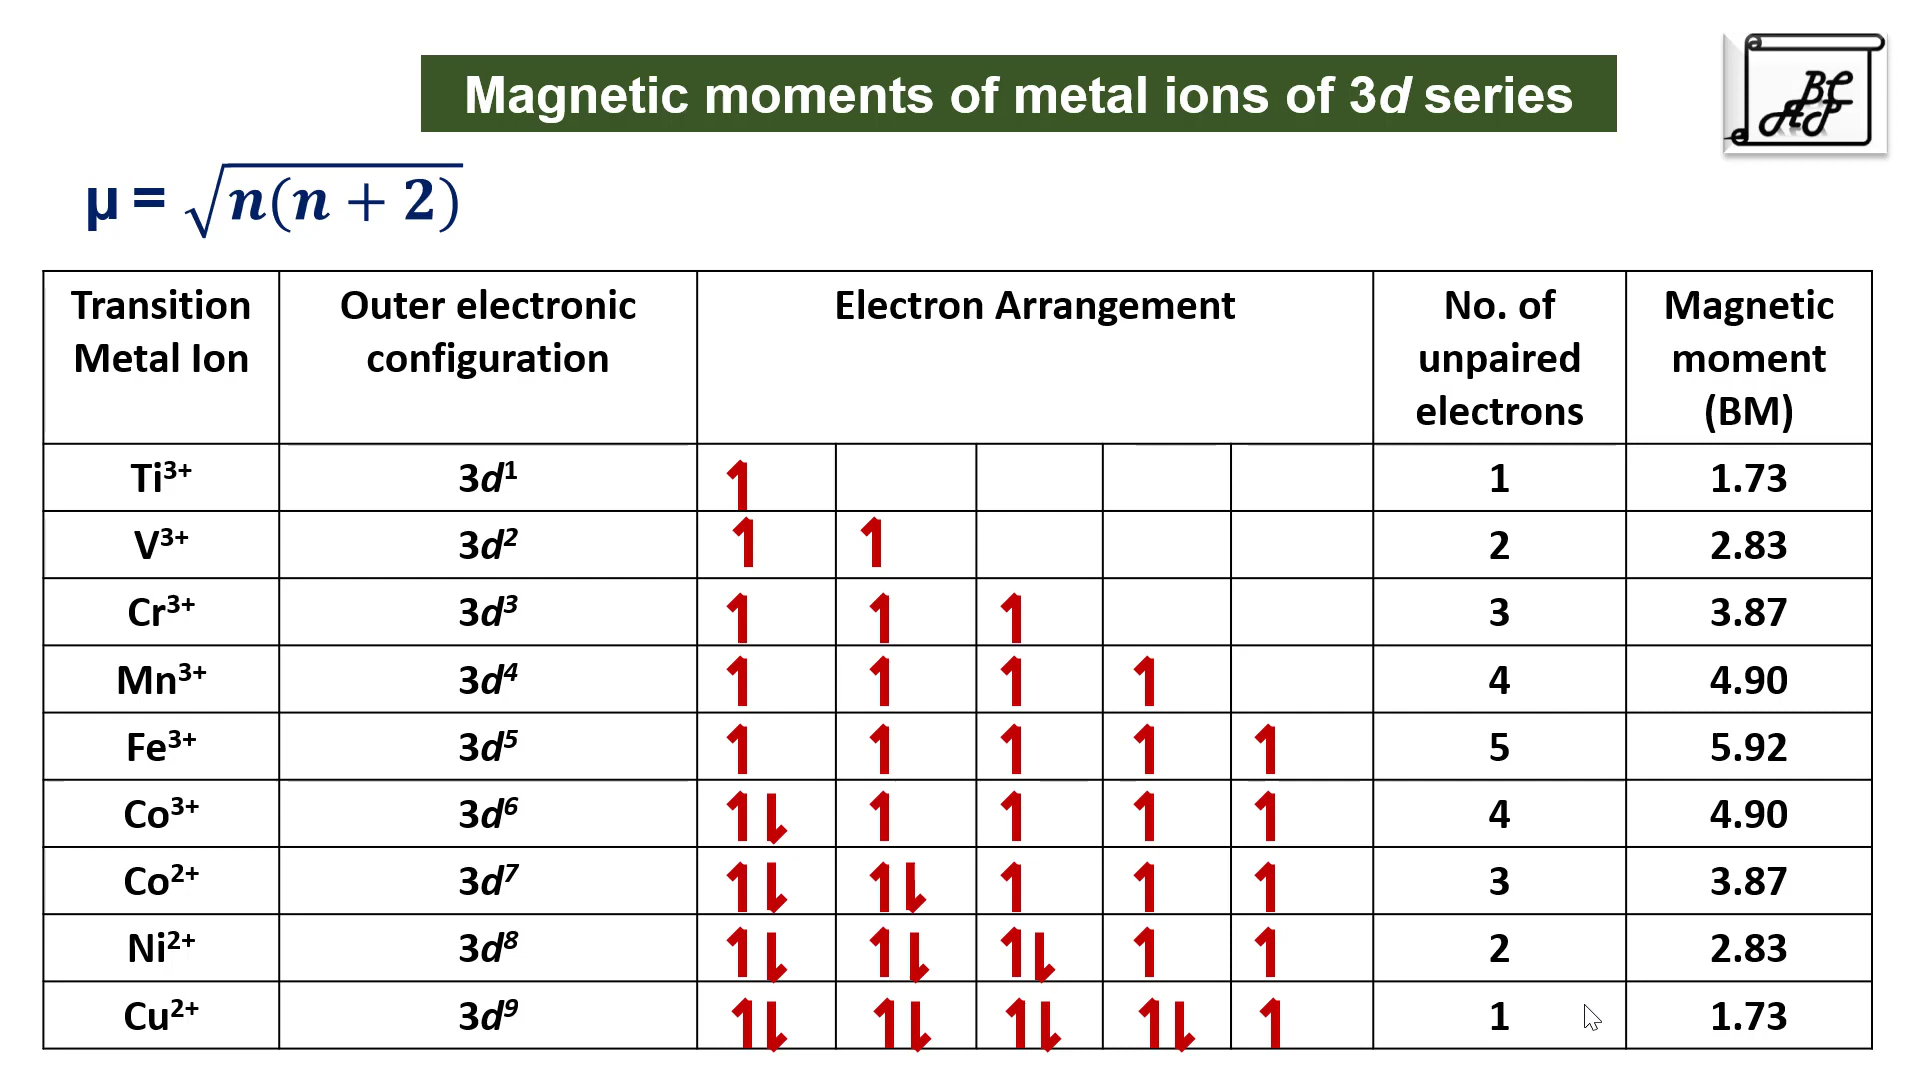 Magnetic moments of metal ions of 3d series
BC
AP
μ = √n(n + 2)
Transition Metal Ion	Outer electronic configuration	Electron Arrangement	No. of unpaired electrons	Magnetic moment (BM)
Ti³⁺	3d¹	↿	1	1.73
V³⁺	3d²	↿ ↿	2	2.83
Cr³⁺	3d³	↿ ↿ ↿	3	3.87
Mn³⁺	3d⁴	↿ ↿ ↿ ↿	4	4.90
Fe³⁺	3d⁵	↿ ↿ ↿ ↿ ↿	5	5.92
Co³⁺	3d⁶	↿⇂ ↿ ↿ ↿ ↿	4	4.90
Co²⁺	3d⁷	↿⇂ ↿⇂ ↿ ↿ ↿	3	3.87
Ni²⁺	3d⁸	↿⇂ ↿⇂ ↿⇂ ↿ ↿	2	2.83
Cu²⁺	3d⁹	↿⇂ ↿⇂ ↿⇂ ↿⇂ ↿	1	1.73